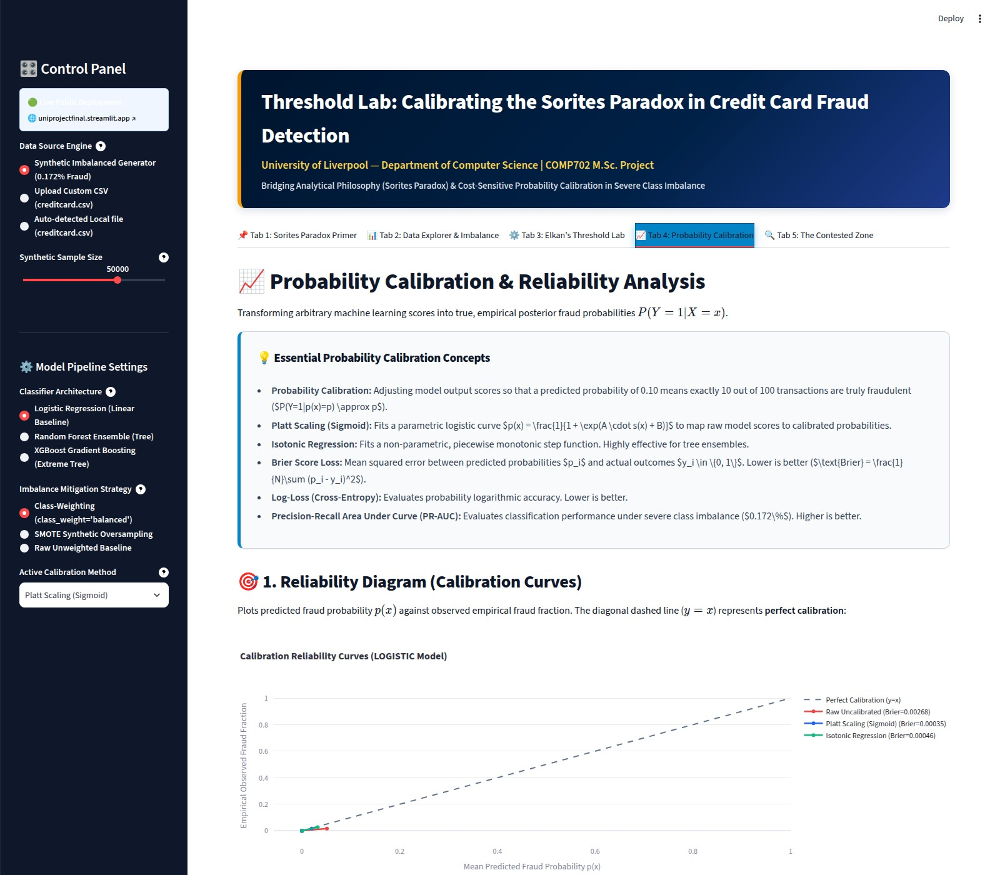 Deploy
Control Panel
Live Public Deployment
uniprojectfinal.streamlit.app ↗
Data Source Engine
Synthetic Imbalanced Generator
(0.172% Fraud)
Upload Custom CSV
(creditcard.csv)
Auto-detected Local file
(creditcard.csv)
Synthetic Sample Size
50000
Model Pipeline Settings
Classifier Architecture
Logistic Regression (Linear
Baseline)
Random Forest Ensemble (Tree)
XGBoost Gradient Boosting
(Extreme Tree)
Imbalance Mitigation Strategy
Class-Weighting
(class_weight='balanced')
SMOTE Synthetic Oversampling
Raw Unweighted Baseline
Active Calibration Method
Platt Scaling (Sigmoid)
Threshold Lab: Calibrating the Sorites Paradox in Credit Card Fraud
Detection
University of Liverpool — Department of Computer Science | COMP702 M.Sc. Project
Bridging Analytical Philosophy (Sorites Paradox) & Cost-Sensitive Probability Calibration in Severe Class Imbalance
Tab 1: Sorites Paradox Primer
Tab 2: Data Explorer & Imbalance
Tab 3: Elkan's Threshold Lab
Tab 4: Probability Calibration
Tab 5: The Contested Zone
Probability Calibration & Reliability Analysis
Transforming arbitrary machine learning scores into true, empirical posterior fraud probabilities P(Y = 1|X = x).
Essential Probability Calibration Concepts
• Probability Calibration: Adjusting model output scores so that a predicted probability of 0.10 means exactly 10 out of 100 transactions are truly fraudulent
($P(Y=1|p(x)=p) \approx p$).
• Platt Scaling (Sigmoid): Fits a parametric logistic curve $p(x) = \frac{1}{1 + \exp(A \cdot s(x) + B)}$ to map raw model scores to calibrated probabilities.
• Isotonic Regression: Fits a non-parametric, piecewise monotonic step function. Highly effective for tree ensembles.
• Brier Score Loss: Mean squared error between predicted probabilities $p_i$ and actual outcomes $y_i \in \{0, 1\}$. Lower is better ($\text{Brier} = \frac{1}
{N}\sum (p_i - y_i)^2$).
• Log-Loss (Cross-Entropy): Evaluates probability logarithmic accuracy. Lower is better.
• Precision-Recall Area Under Curve (PR-AUC): Evaluates classification performance under severe class imbalance ($0.172\%$). Higher is better.
1. Reliability Diagram (Calibration Curves)
Plots predicted fraud probability p(x) against observed empirical fraud fraction. The diagonal dashed line (y = x) represents perfect calibration:
Calibration Reliability Curves (LOGISTIC Model)
Empirical Observed Fraud Fraction
1
0.8
0.6
0.4
0.2
0
0
0.2
0.4
0.6
0.8
1
Mean Predicted Fraud Probability p(x)
Perfect Calibration (y=x)
Raw Uncalibrated (Brier=0.00268)
Platt Scaling (Sigmoid) (Brier=0.00035)
Isotonic Regression (Brier=0.00046)